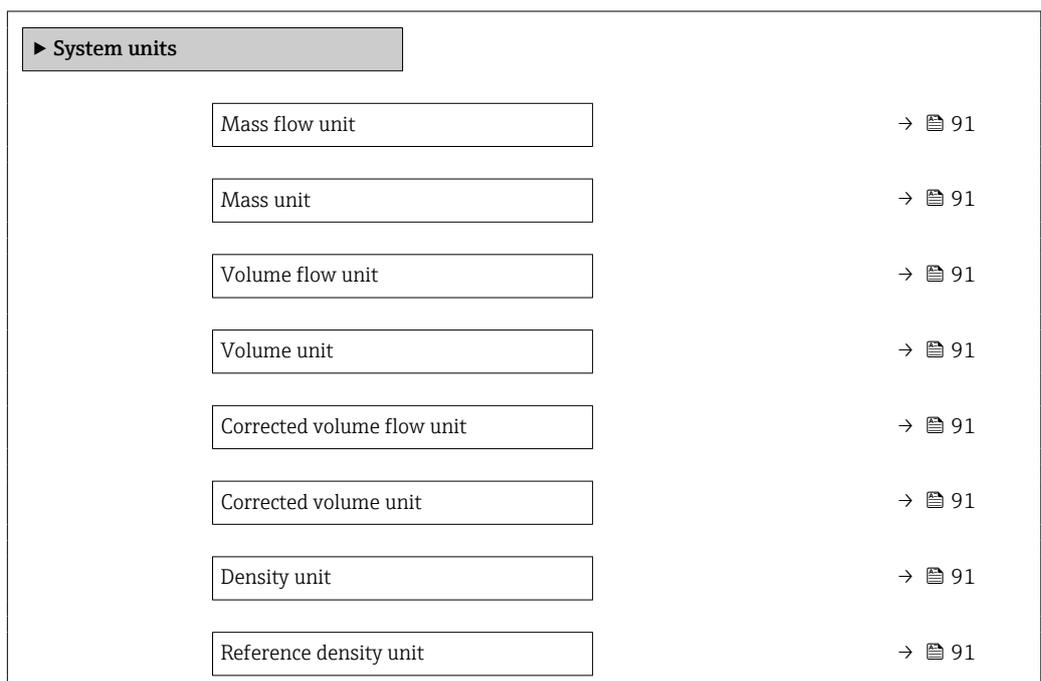 ▶ System units
Mass flow unit → 91
Mass unit → 91
Volume flow unit → 91
Volume unit → 91
Corrected volume flow unit → 91
Corrected volume unit → 91
Density unit → 91
Reference density unit → 91